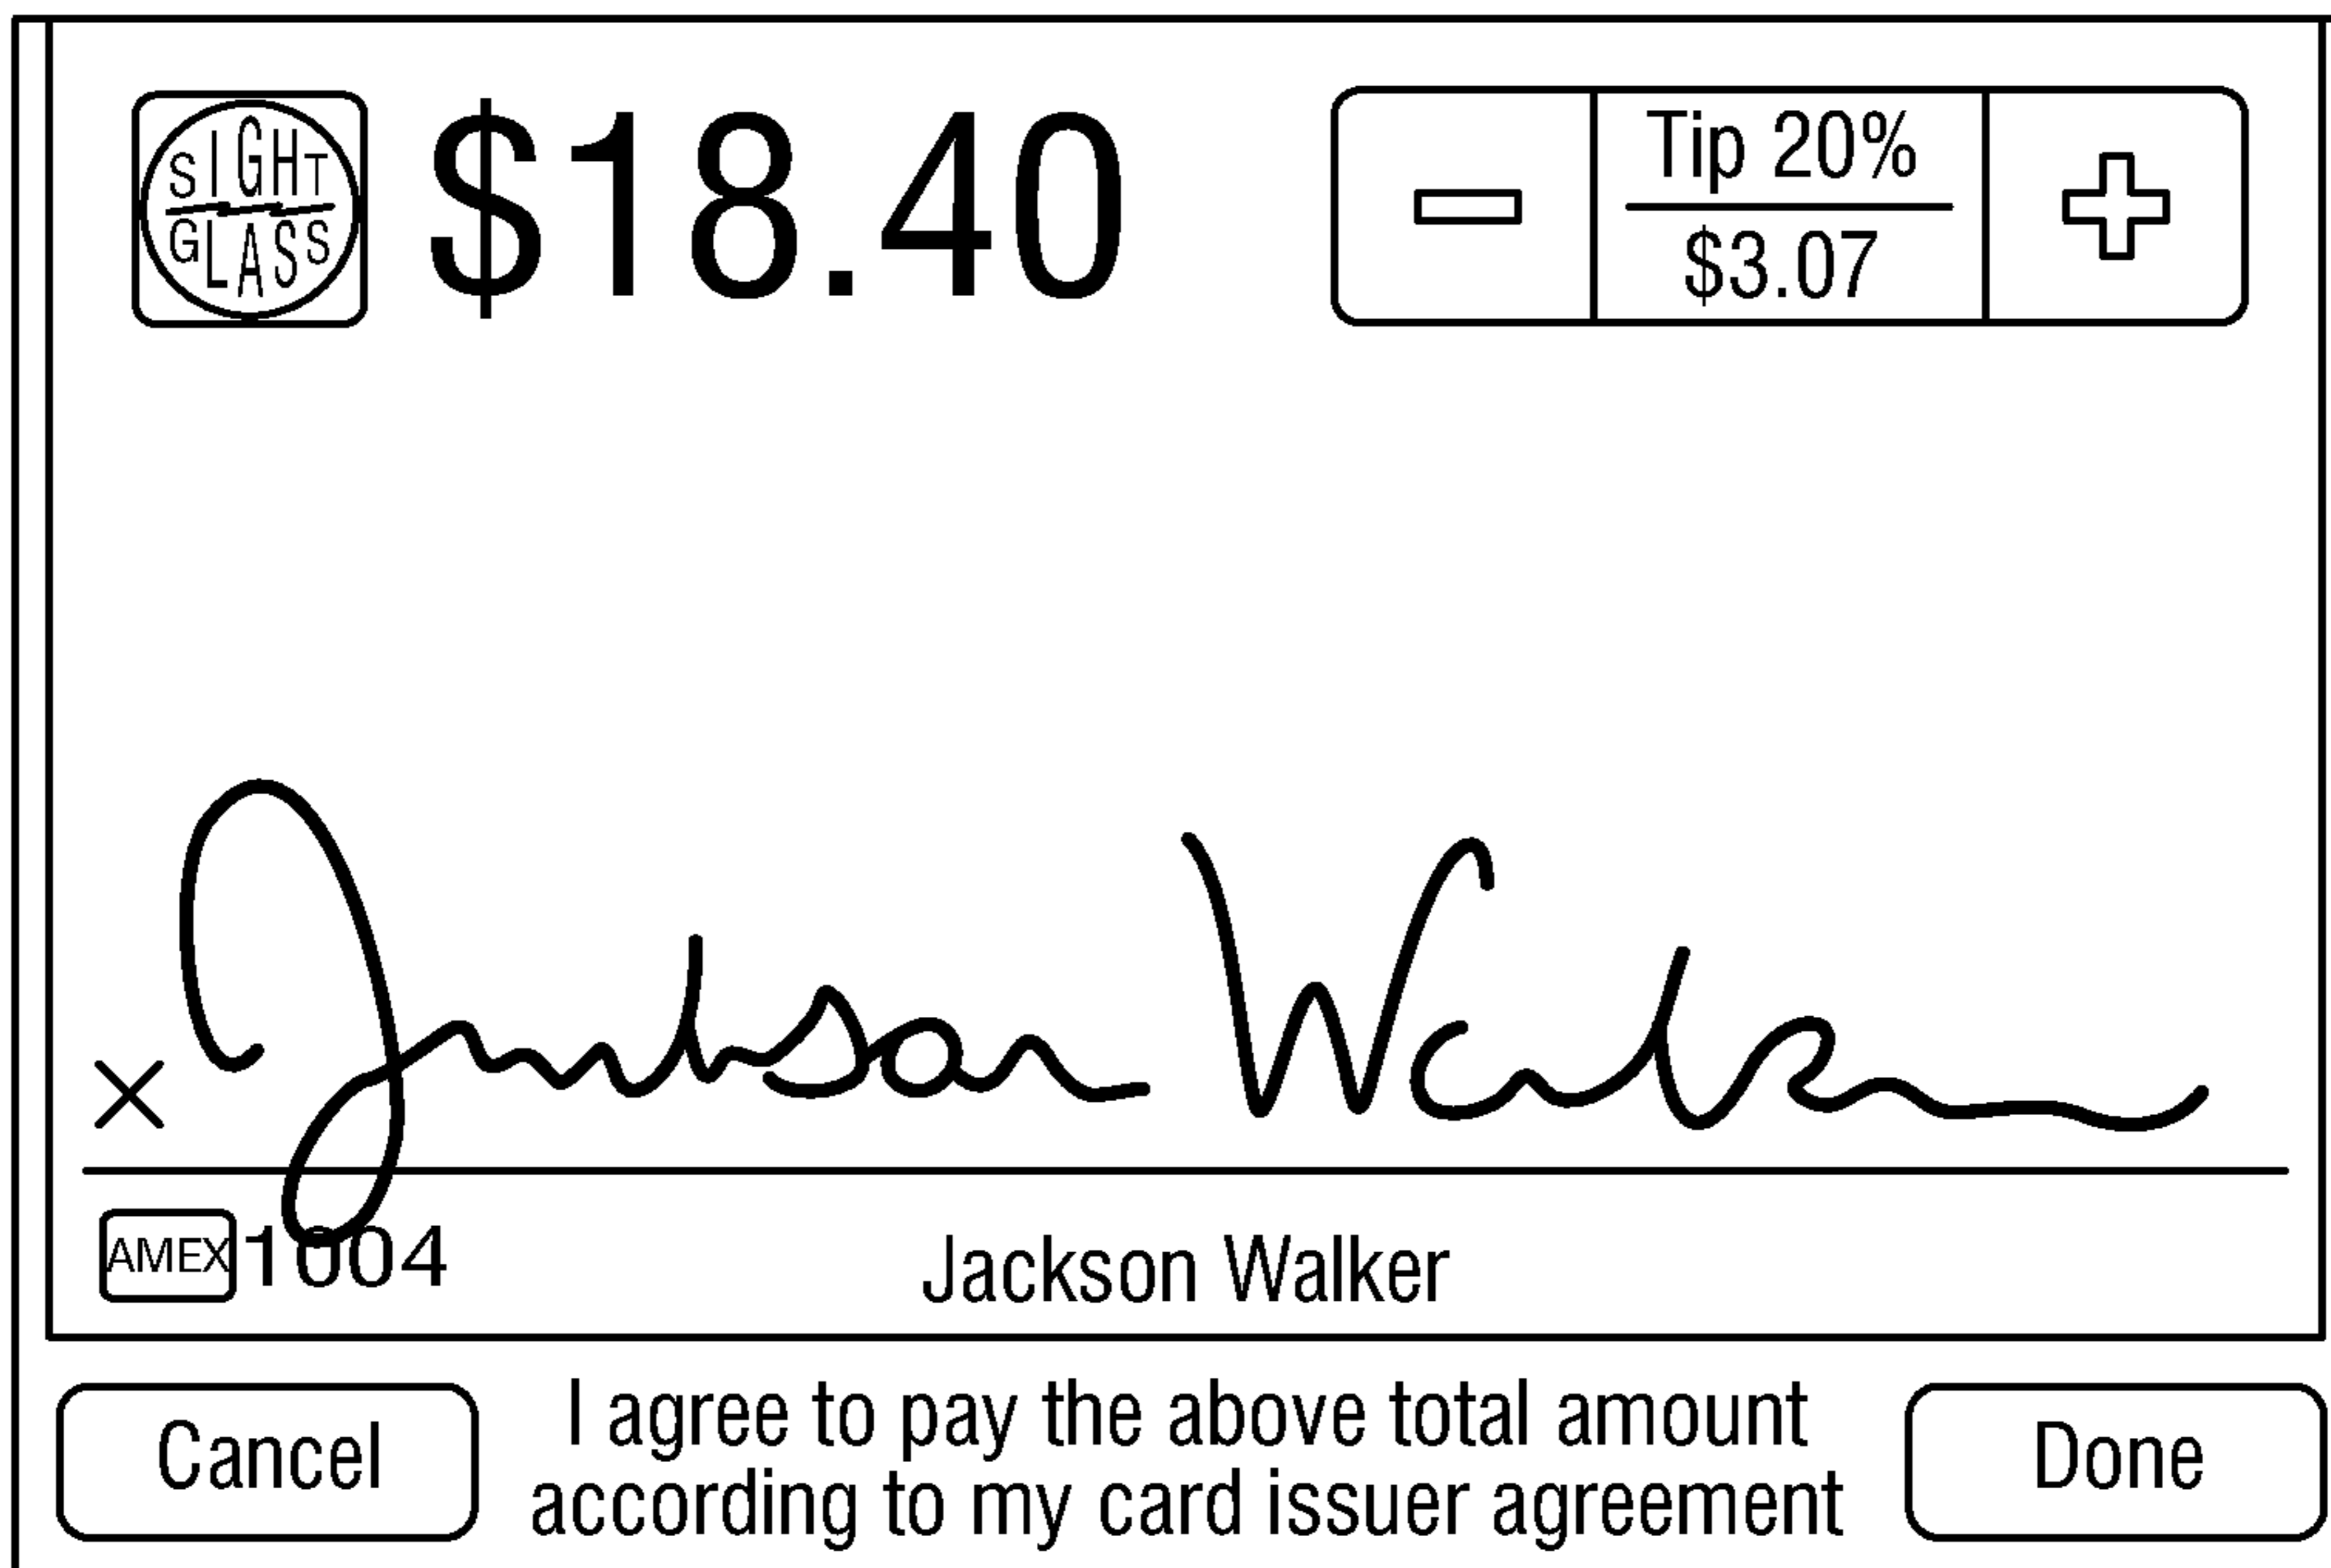 SIGHT
GLASS
$18.40
Tip 20%
$3.07
Jackson Walker
AMEX 1004
Jackson Walker
I agree to pay the above total amount
according to my card issuer agreement
Cancel
Done